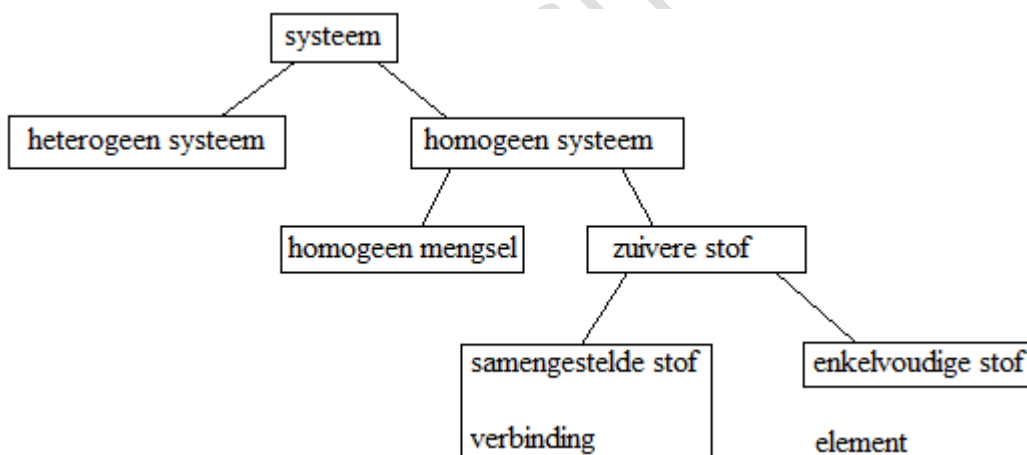 systeem
heterogeen systeem
homogeen systeem
homogeen mengsel
zuivere stof
samengestelde stof
enkelvoudige stof
verbinding
element